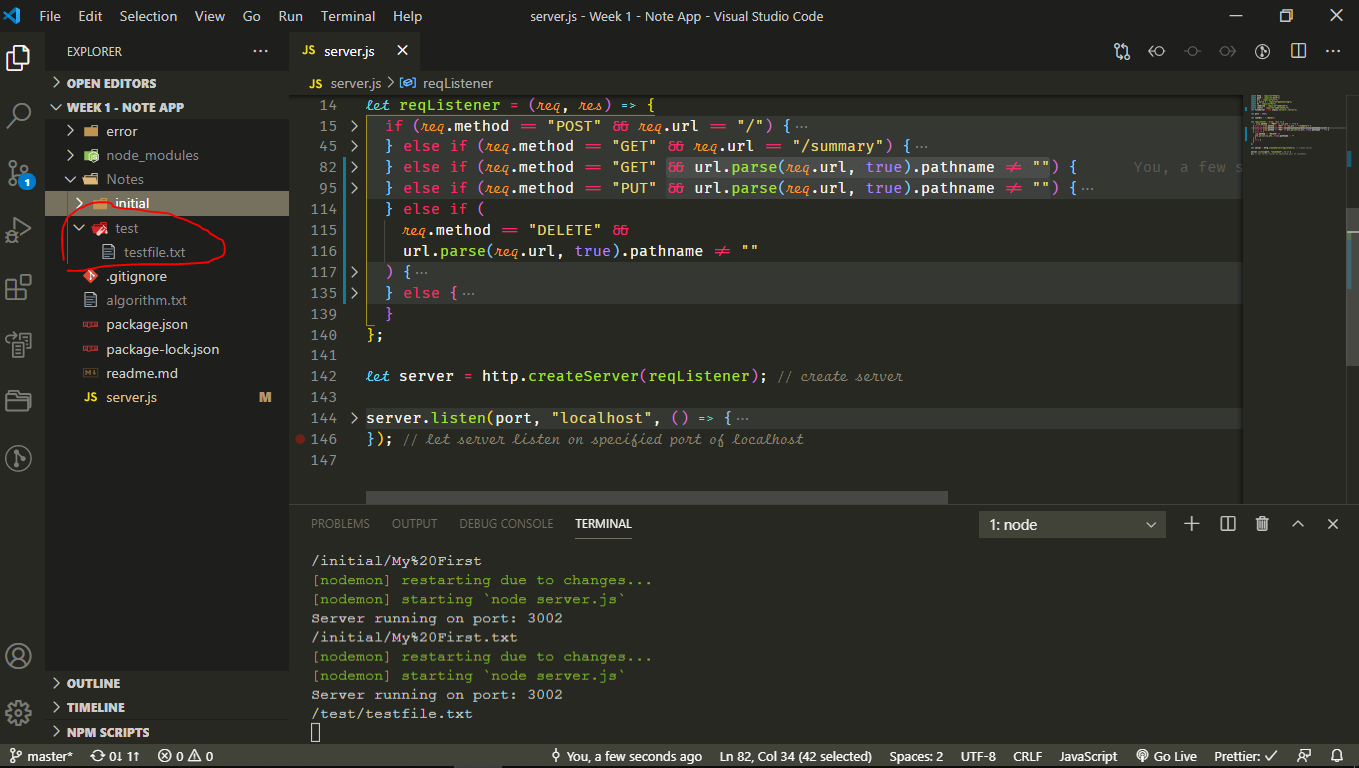 File Edit Selection View Go Run Terminal Help
server.js - Week 1 - Note App - Visual Studio Code
EXPLORER
OPEN EDITORS
WEEK 1 - NOTE APP
error
node_modules
Notes
initial
test
testfile.txt
.gitignore
algorithm.txt
package.json
package-lock.json
readme.md
JS server.js M
OUTLINE
TIMELINE
NPM SCRIPTS
1
JS server.js
JS server.js > reqListener
14 let reqListener = (req, res) => {
15 if (req.method == "POST" && req.url == "/") {···
45 } else if (req.method == "GET" && req.url == "/summary") {···
82 } else if (req.method == "GET" && url.parse(req.url, true).pathname != "") { You, a few s
95 } else if (req.method == "PUT" && url.parse(req.url, true).pathname != "") {···
114 } else if (
115 req.method == "DELETE" &&
116 url.parse(req.url, true).pathname != ""
117 ) {···
135 } else {···
139 }
140 };
141
142 let server = http.createServer(reqListener); // create server
143
144 server.listen(port, "localhost", () => {···
146 }); // let server listen on specified port of localhost
147
PROBLEMS OUTPUT DEBUG CONSOLE TERMINAL 1: node
/initial/My%20First
[nodemon] restarting due to changes...
[nodemon] starting `node server.js`
Server running on port: 3002
/initial/My%20First.txt
[nodemon] restarting due to changes...
[nodemon] starting `node server.js`
Server running on port: 3002
/test/testfile.txt
master* 0↓ 1↑ 0 0 You, a few seconds ago Ln 82, Col 34 (42 selected) Spaces: 2 UTF-8 CRLF JavaScript Go Live Prettier: ✓